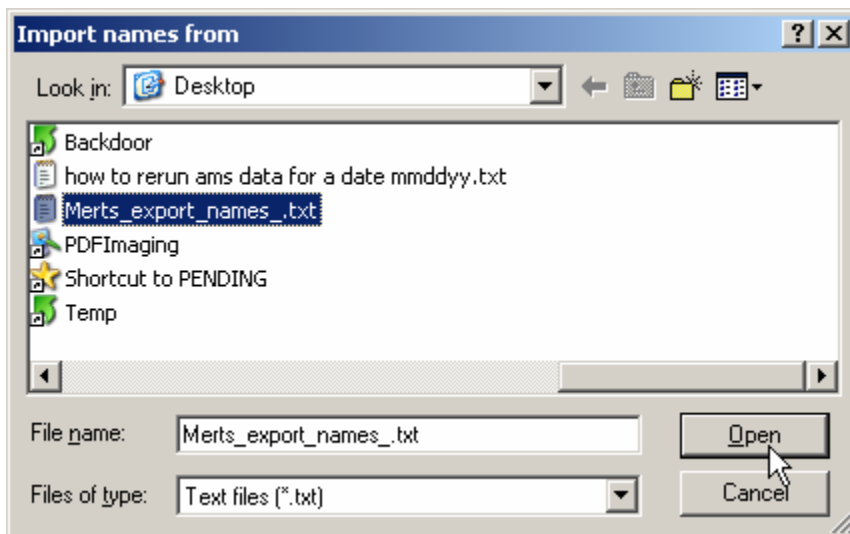 Import names from
Look in: Desktop
Backdoor
how to rerun ams data for a date mmddyy.txt
Merts_export_names_.txt
PDFImaging
Shortcut to PENDING
Temp
File name: Merts_export_names_.txt Open
Files of type: Text files (*.txt) Cancel